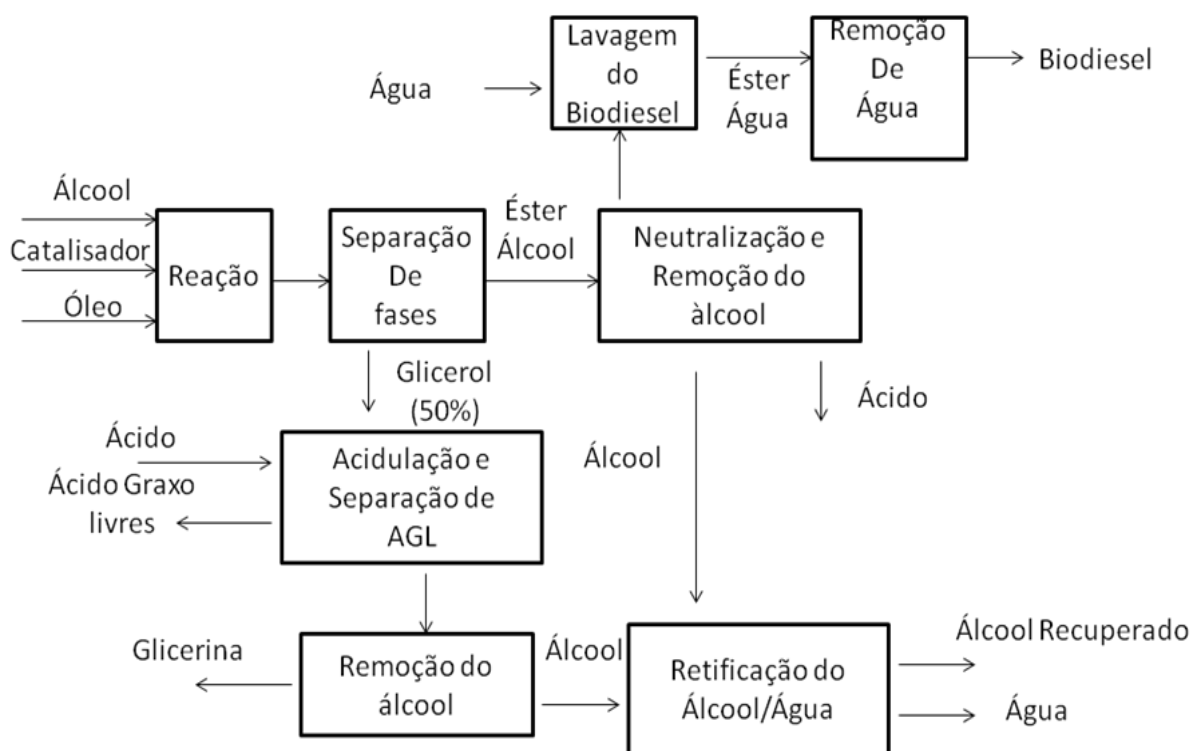 Lavagem
do
Biodiesel
Remoção
De
Água
Biodiesel
Água
Éster
Água
Álcool
Catalisador
Óleo
Reação
Separação
De
fases
Éster
Álcool
Neutralização e
Remoção do
àlcool
Glicerol
(50%)
Ácido
Álcool
Ácido
Ácido Graxo
livres
Acidulação e
Separação de
AGL
Glicerina
Remoção do
álcool
Álcool
Retificação do
Álcool/Água
Álcool Recuperado
Água